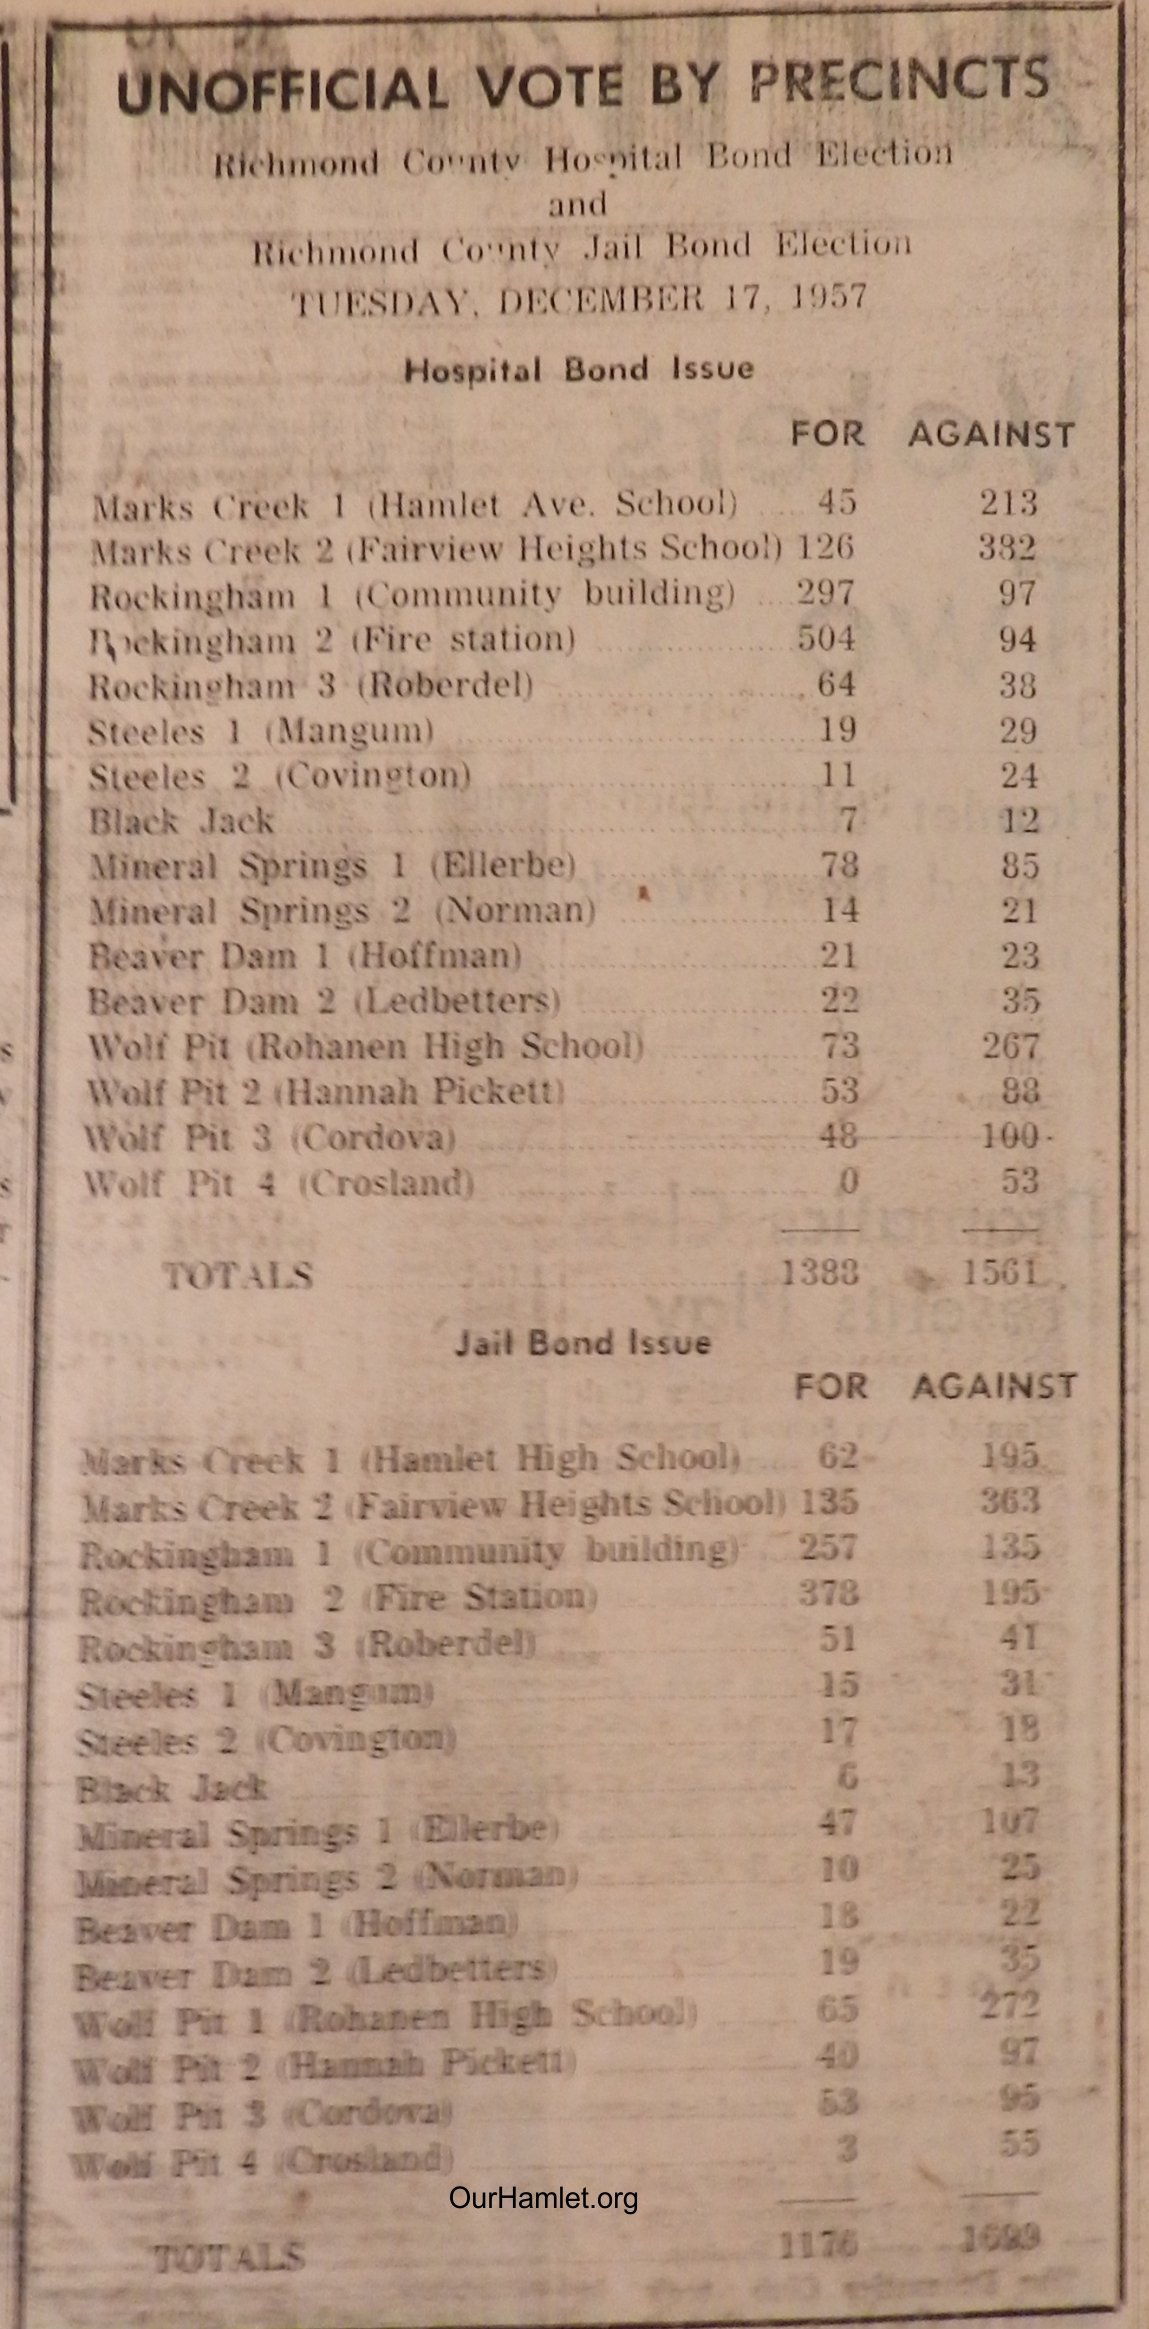 UNOFFICIAL VOTE BY PRECINCTS
Richmond County Hospital Bond Election
and
Richmond County Jail Bond Election
TUESDAY, DECEMBER 17, 1957
Hospital Bond Issue
FOR AGAINST
Marks Creek 1 (Hamlet Ave. School) 45 213
Marks Creek 2 (Fairview Heights School) 126 382
Rockingham 1 (Community building) 297 97
Rockingham 2 (Fire station) 504 94
Rockingham 3 (Roberdel) 64 38
Steeles 1 (Mangum) 19 29
Steeles 2 (Covington) 11 24
Black Jack 7 12
Mineral Springs 1 (Ellerbe) 78 85
Mineral Springs 2 (Norman) 14 21
Beaver Dam 1 (Hoffman) 21 23
Beaver Dam 2 (Ledbetters) 22 35
Wolf Pit (Rohanen High School) 73 267
Wolf Pit 2 (Hannah Pickett) 53 88
Wolf Pit 3 (Cordova) 48 100
Wolf Pit 4 (Crosland) 0 53
TOTALS 1388 1561
Jail Bond Issue
FOR AGAINST
Marks Creek 1 (Hamlet High School) 62 195
Marks Creek 2 (Fairview Heights School) 135 363
Rockingham 1 (Community building) 257 135
Rockingham 2 (Fire Station) 378 195
Rockingham 3 (Roberdel) 51 41
Steeles 1 (Mangum) 15 31
Steeles 2 (Covington) 17 18
Black Jack 6 13
Mineral Springs 1 (Ellerbe) 47 107
Mineral Springs 2 (Norman) 10 25
Beaver Dam 1 (Hoffman) 18 22
Beaver Dam 2 (Ledbetters) 19 35
Wolf Pit 1 (Rohanen High School) 65 272
Wolf Pit 2 (Hannah Pickett) 40 97
Wolf Pit 3 (Cordova) 53 95
Wolf Pit 4 (Crosland) 3 55
OurHamlet.org
TOTALS 1176 1699